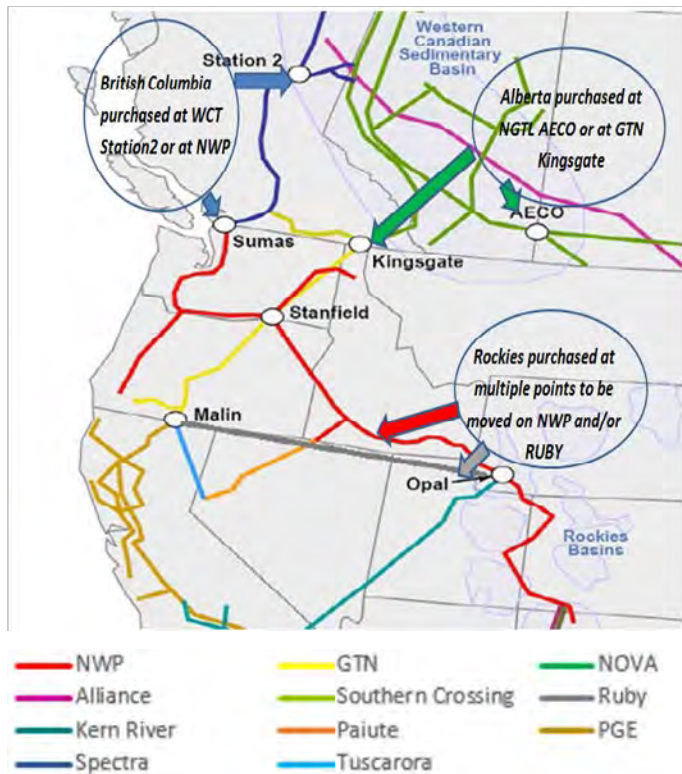 Western
Canadian
Sedimentary
Basin
Station 2
British Columbia
purchased at WCT
Station2 or at NWP
Alberta purchased at
NGTL AECO or at GTN
Kingsgate
AECO
Sumas
Kingsgate
Stanfield
Rockies purchased at
multiple points to be
moved on NWP and/or
RUBY
Malin
Opal
Rockies
Basins
NWP GTN NOVA
Alliance Southern Crossing Ruby
Kern River Paiute PGE
Spectra Tuscarora